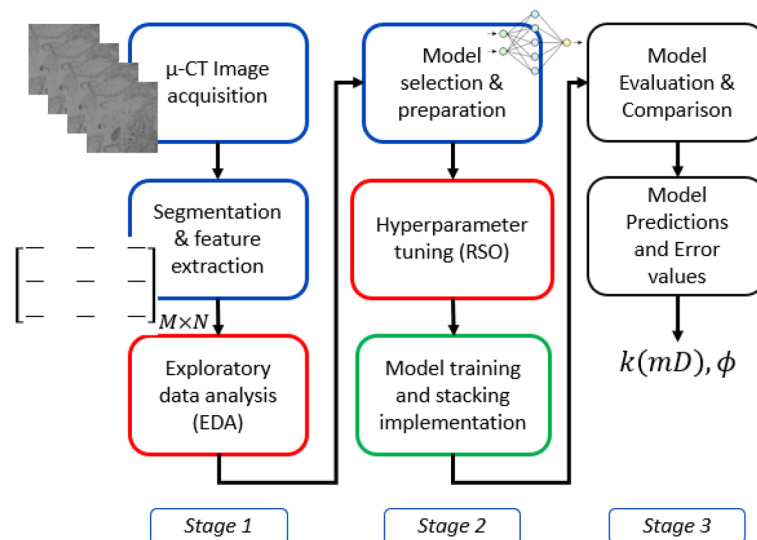 μ-CT Image
acquisition
Segmentation
& feature
extraction
M×N
Exploratory
data analysis
(EDA)
Stage 1
Model
selection &
preparation
Hyperparameter
tuning (RSO)
Model training
and stacking
implementation
Stage 2
Model
Evaluation &
Comparison
Model
Predictions
and Error
values
k(mD), ϕ
Stage 3